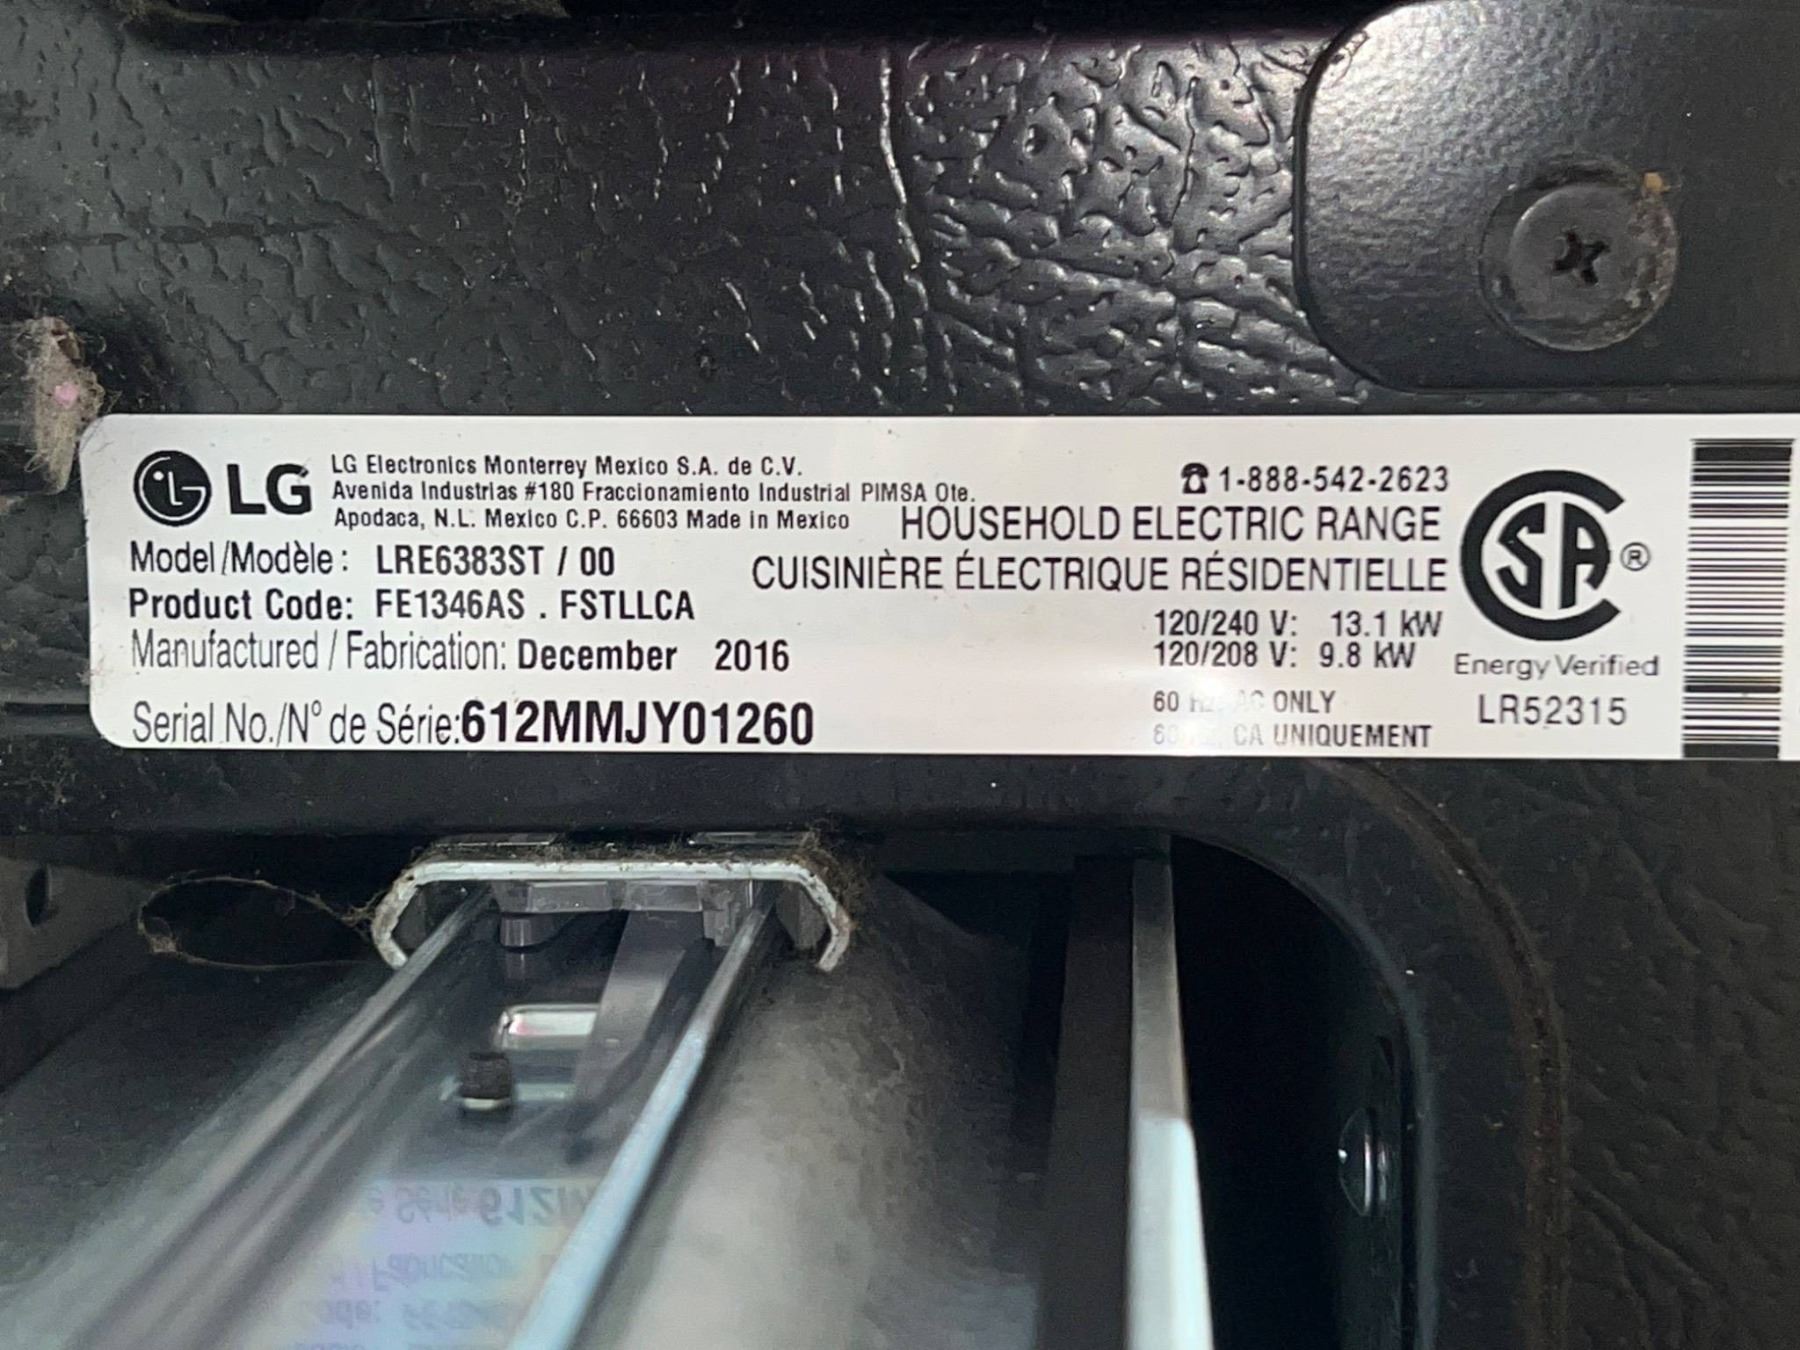 LG
LG Electronics Monterrey Mexico S.A. de C.V.
Avenida Industrias #180 Fraccionamiento Industrial PIMSA Ote.
Apodaca, N.L. Mexico C.P. 66603 Made in Mexico
Model/Modèle: LRE6383ST / 00
Product Code: FE1346AS . FSTLLCA
Manufactured / Fabrication: December 2016
Serial No./N° de Série:612MMJY01260
☎ 1-888-542-2623
HOUSEHOLD ELECTRIC RANGE
CUISINIÈRE ÉLECTRIQUE RÉSIDENTIELLE
120/240 V: 13.1 kW
120/208 V: 9.8 kW
60 Hz, AC ONLY
60 Hz, CA UNIQUEMENT
SA ®
Energy Verified
LR52315